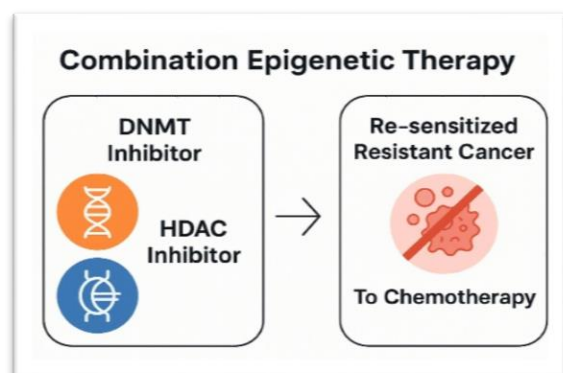 Combination Epigenetic Therapy
DNMT
Inhibitor
HDAC
Inhibitor
Re-sensitized
Resistant Cancer
To Chemotherapy